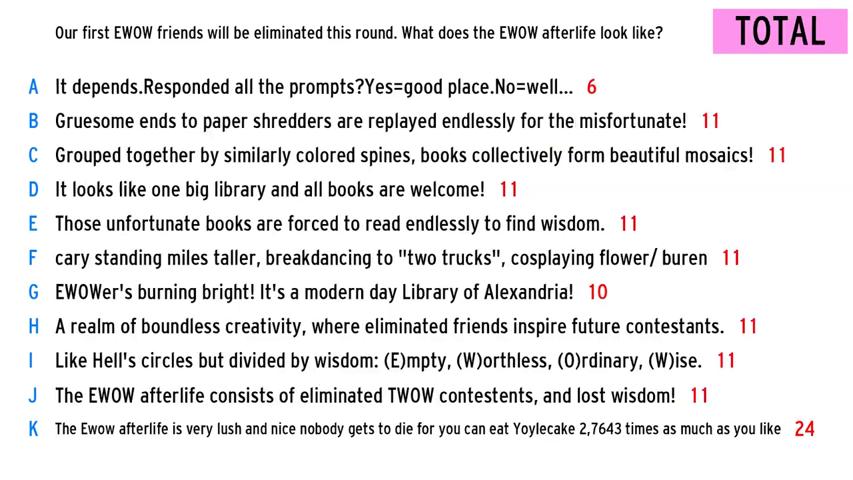 Our first EWOW friends will be eliminated this round. What does the EWOW afterlife look like?
TOTAL
A It depends.Responded all the prompts?Yes=good place.No=well... 6
B Gruesome ends to paper shredders are replayed endlessly for the misfortunate! 11
C Grouped together by similarly colored spines, books collectively form beautiful mosaics! 11
D It looks like one big library and all books are welcome! 11
E Those unfortunate books are forced to read endlessly to find wisdom. 11
F cary standing miles taller, breakdancing to "two trucks", cosplaying flower/ buren 11
G EWOWer's burning bright! It's a modern day Library of Alexandria! 10
H A realm of boundless creativity, where eliminated friends inspire future contestants. 11
I Like Hell's circles but divided by wisdom: (E)mpty, (W)orthless, (O)rdinary, (W)ise. 11
J The EWOW afterlife consists of eliminated TWOW contestents, and lost wisdom! 11
K The Ewow afterlife is very lush and nice nobody gets to die for you can eat Yoylecake 2,7643 times as much as you like 24